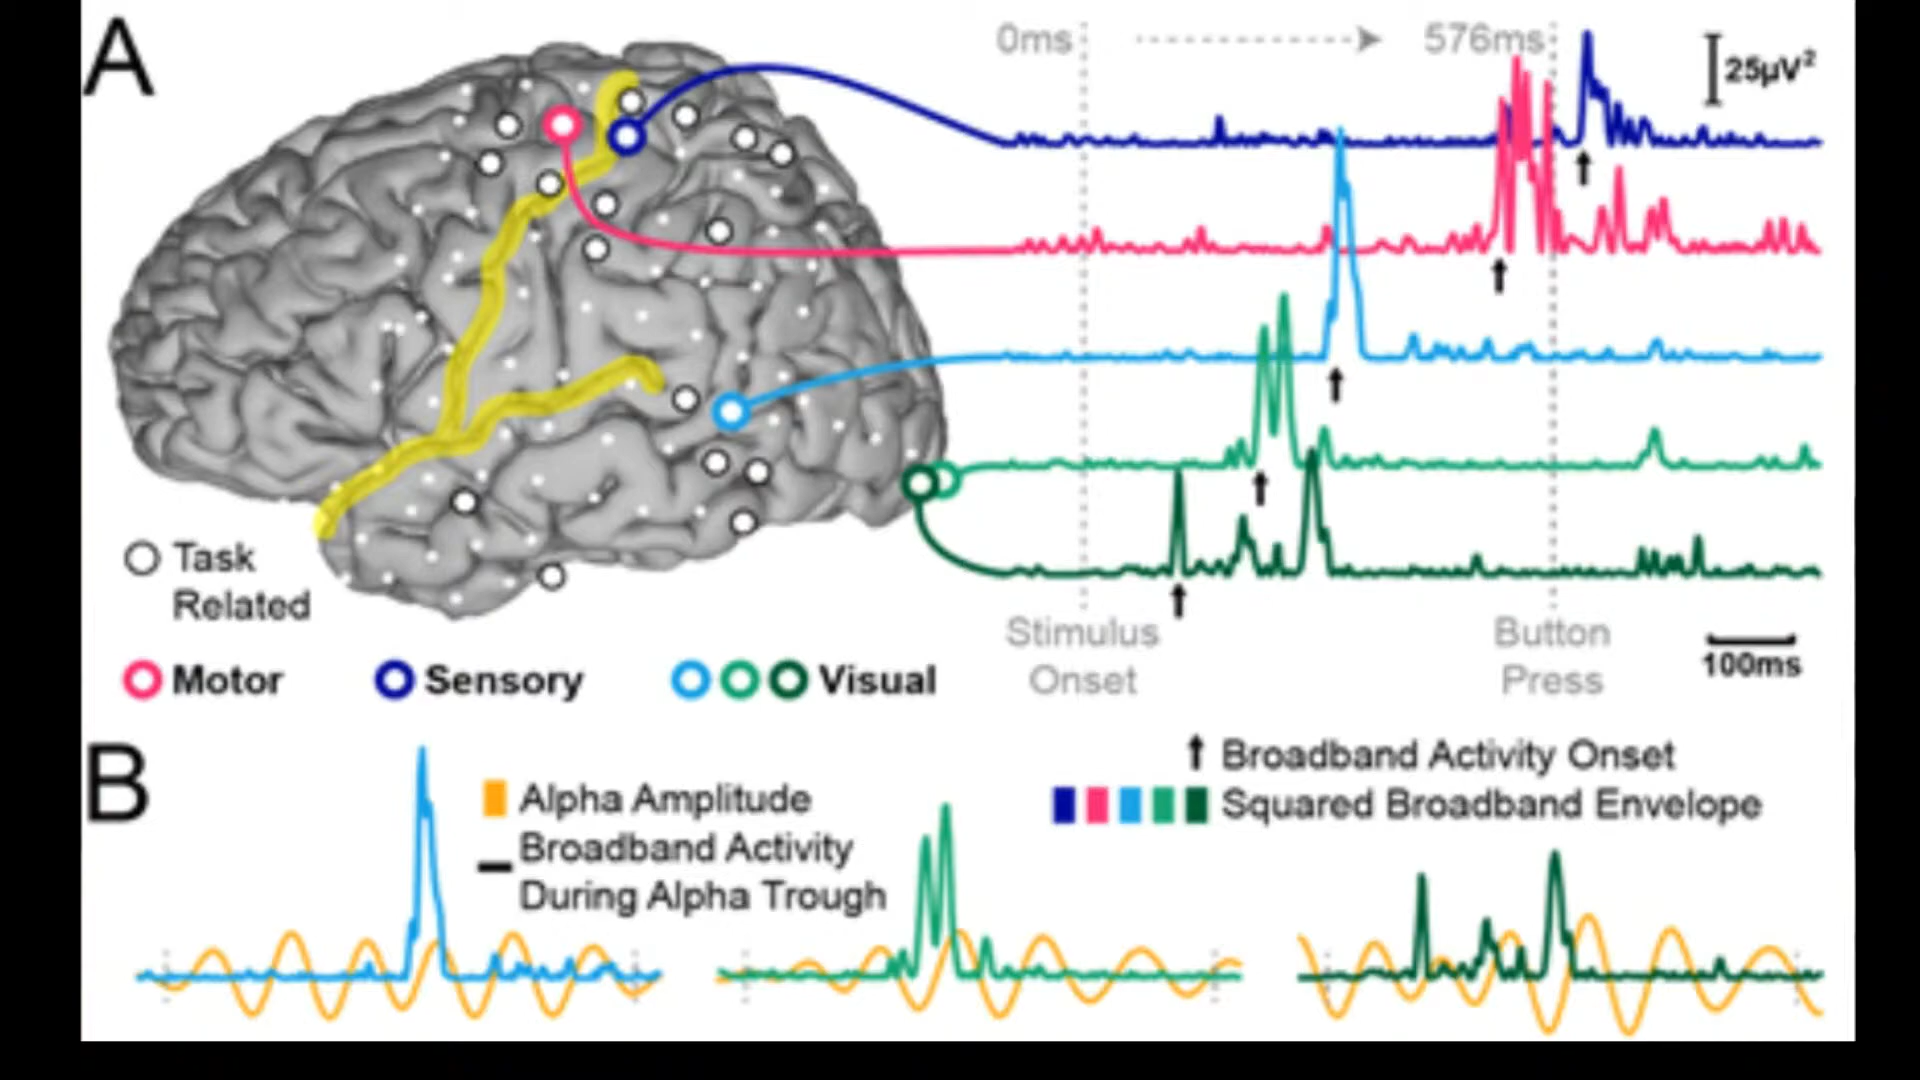 A
0ms
576ms
25µV²
Task
Related
Motor
Sensory
Visual
Stimulus
Onset
Button
Press
100ms
B
Alpha Amplitude
Broadband Activity
During Alpha Trough
Broadband Activity Onset
Squared Broadband Envelope